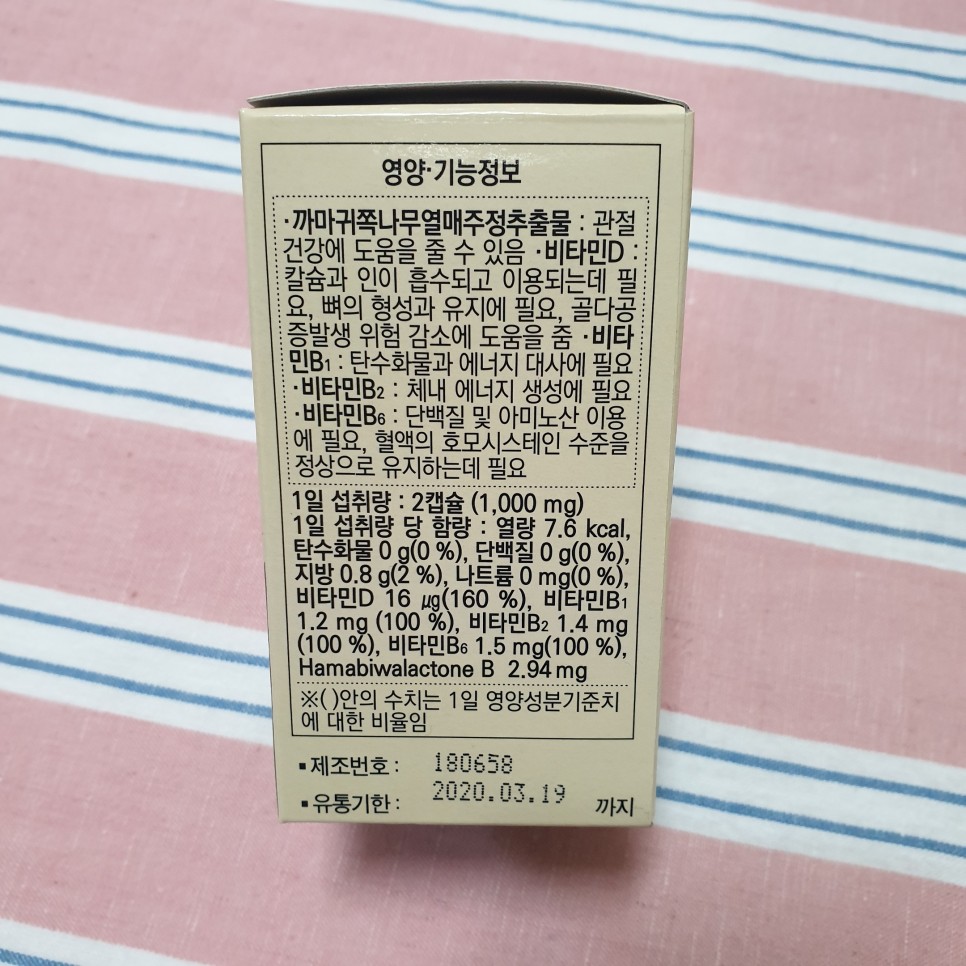 영양·기능정보
·까마귀쪽나무열매주정추출물 : 관절
건강에 도움을 줄 수 있음 ·비타민D :
칼슘과 인이 흡수되고 이용되는데 필
요, 뼈의 형성과 유지에 필요, 골다공
증발생 위험 감소에 도움을 줌 ·비타
민B1 : 탄수화물과 에너지 대사에 필요
·비타민B2 : 체내 에너지 생성에 필요
·비타민B6 : 단백질 및 아미노산 이용
에 필요, 혈액의 호모시스테인 수준을
정상으로 유지하는데 필요
1일 섭취량 : 2캡슐 (1,000 mg)
1일 섭취량 당 함량 : 열량 7.6 kcal,
탄수화물 0 g(0 %), 단백질 0 g(0 %),
지방 0.8 g(2 %), 나트륨 0 mg(0 %),
비타민D 16 ㎍(160 %), 비타민B1
1.2 mg (100 %), 비타민B2 1.4 mg
(100 %), 비타민B6 1.5 mg(100 %),
Hamabiwalactone B 2.94 mg
※( )안의 수치는 1일 영양성분기준치
에 대한 비율임
▪제조번호 : 180658
▪유통기한 : 2020.03.19 까지